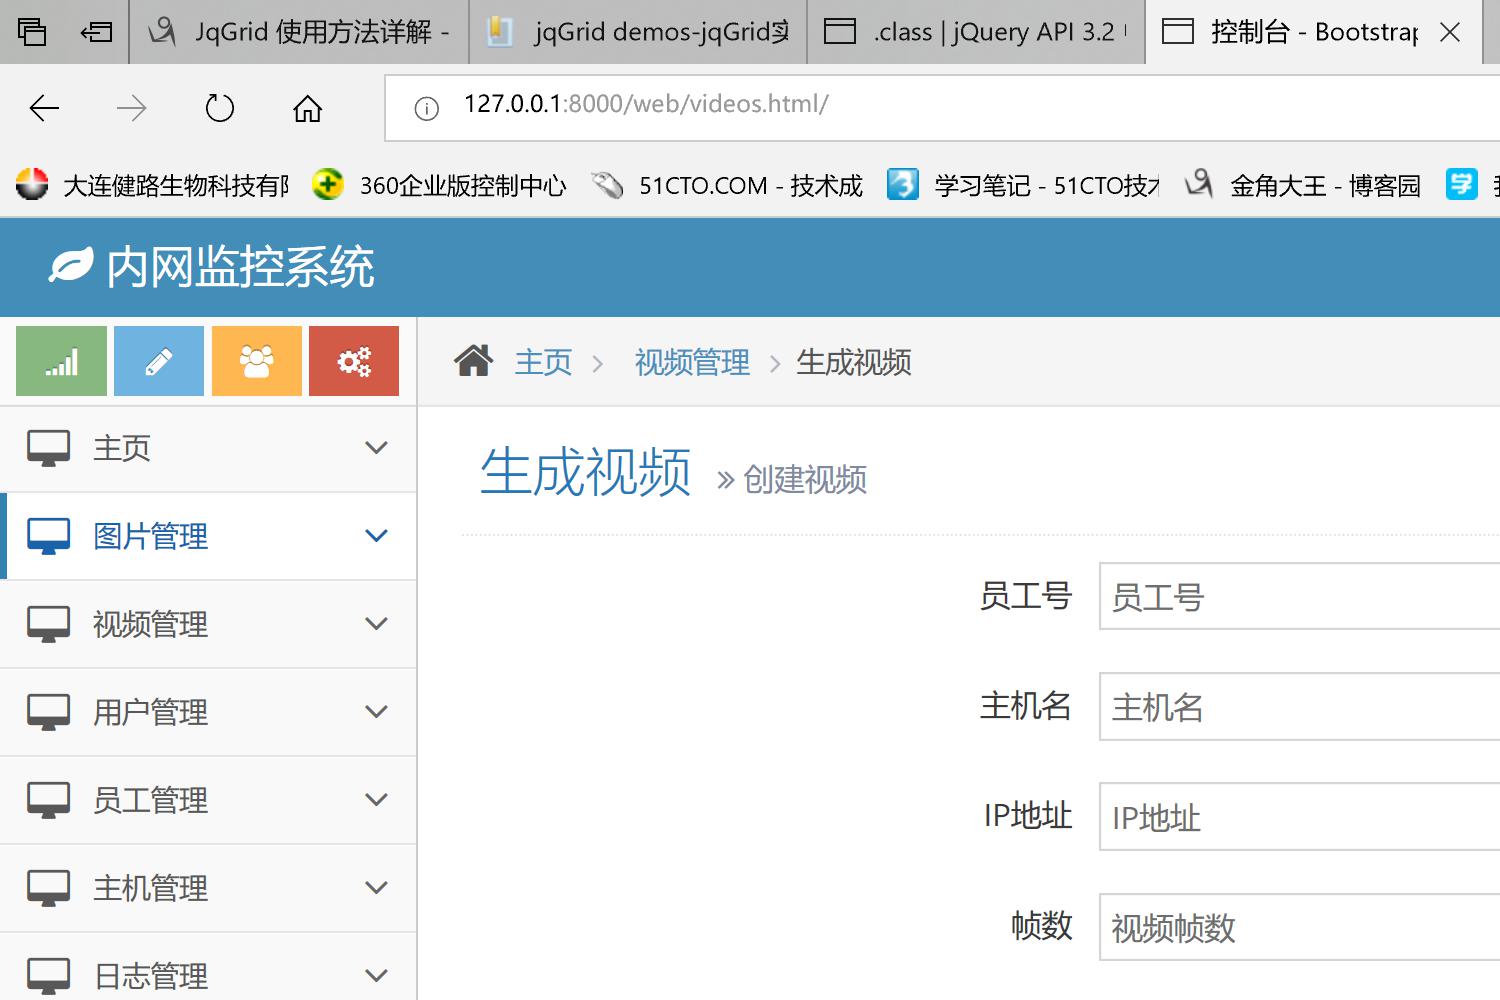 JqGrid 使用方法详解 -
jqGrid demos-jqGrid实
.class | jQuery API 3.2
控制台 - Bootstrap
127.0.0.1:8000/web/videos.html/
大连健路生物科技有限
360企业版控制中心
51CTO.COM - 技术成
学习笔记 - 51CTO技术
金角大王 - 博客园
学
内网监控系统
主页
视频管理
生成视频
主页
图片管理
视频管理
用户管理
员工管理
主机管理
日志管理
生成视频 » 创建视频
员工号 员工号
主机名 主机名
IP地址 IP地址
帧数 视频帧数